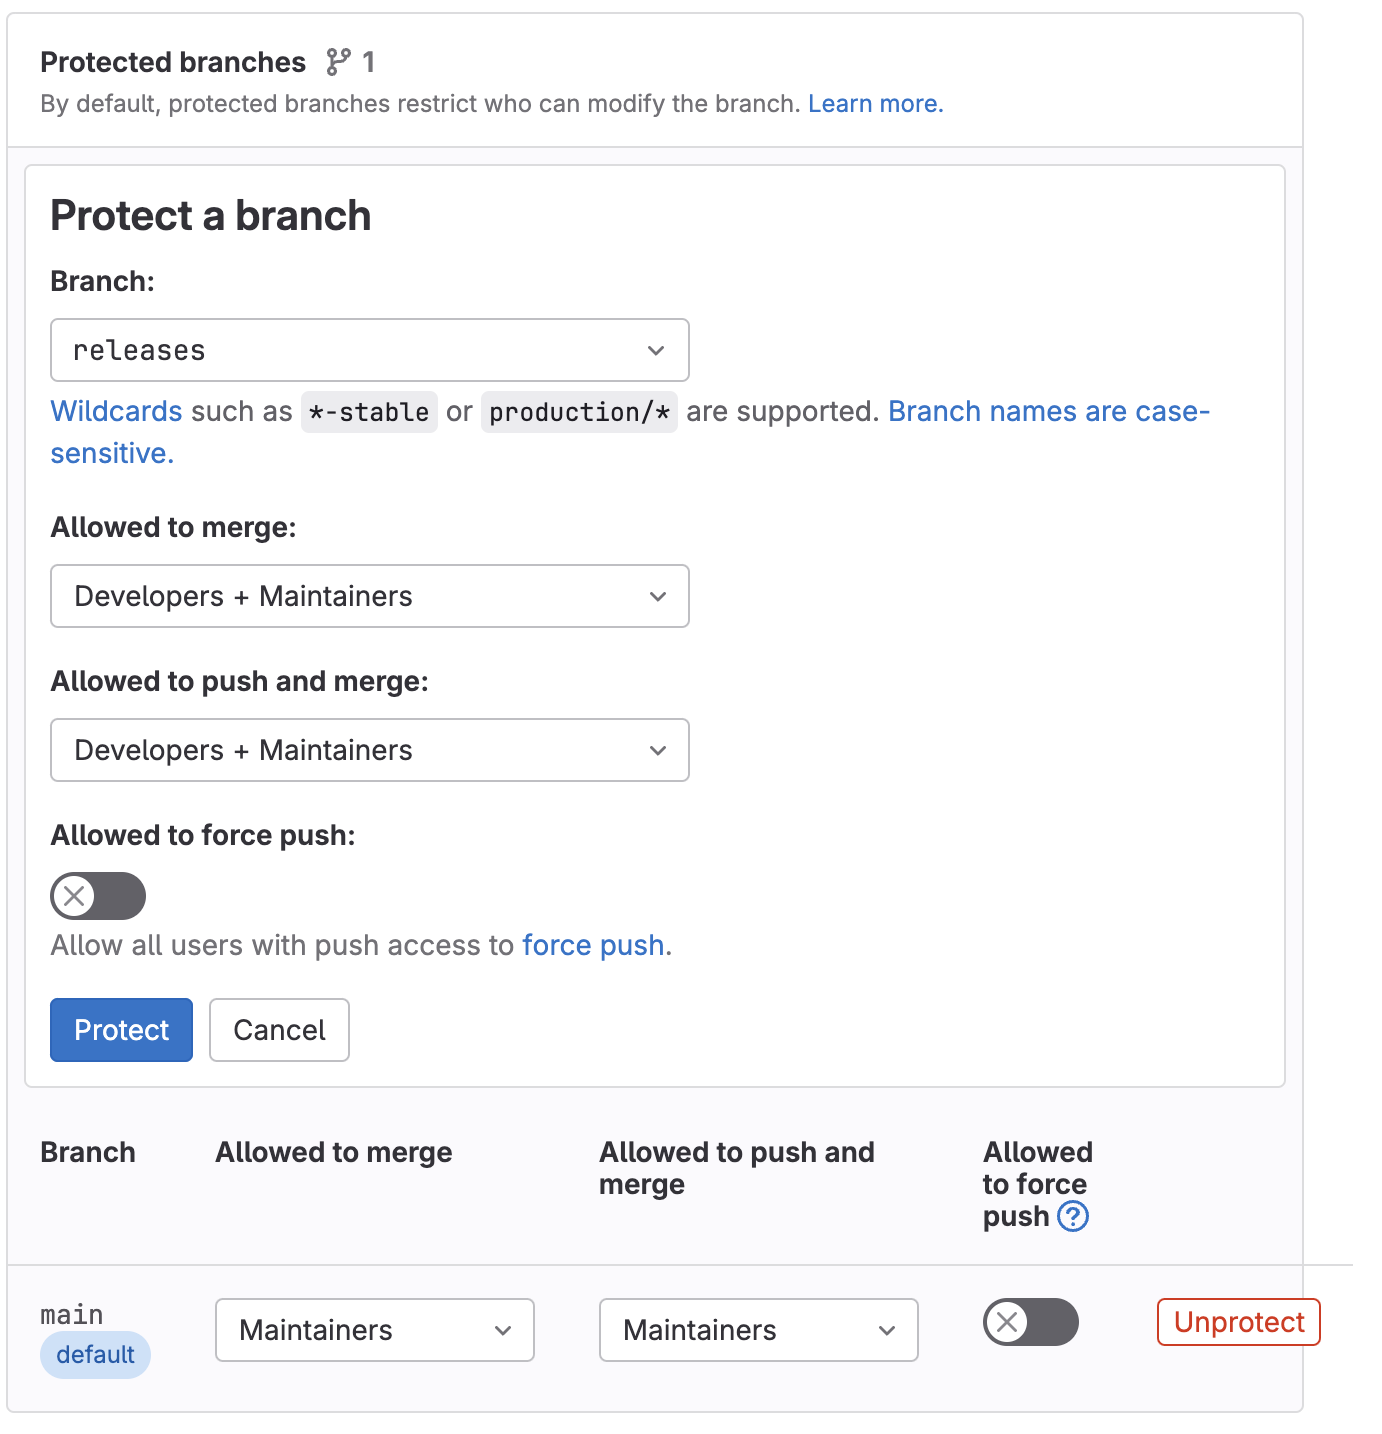 Protected branches 1
By default, protected branches restrict who can modify the branch. Learn more.
Protect a branch
Branch:
releases
Wildcards such as *-stable or production/* are supported. Branch names are case-
sensitive.
Allowed to merge:
Developers + Maintainers
Allowed to push and merge:
Developers + Maintainers
Allowed to force push:
Allow all users with push access to force push.
Protect Cancel
Branch Allowed to merge Allowed to push and merge Allowed to force push ?
main
default
Maintainers Maintainers Unprotect